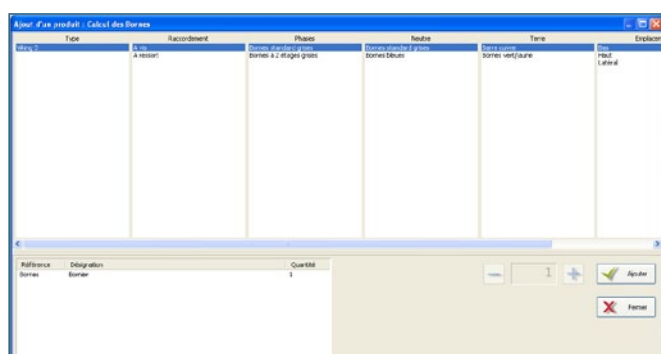 Ajout d'un produit : Calcul des Bornes
Type Raccordement Phases Neutre Terre Emplacem
Viking 3 A vis Bornes standard grises Bornes standard grises Barre cuivre Bas
A ressort Bornes à 2 étages grises Bornes bleues Bornes vert/jaune Haut
Latéral
Référence Désignation Quantité
Bornes Bornier 1
1
Ajouter
Fermer